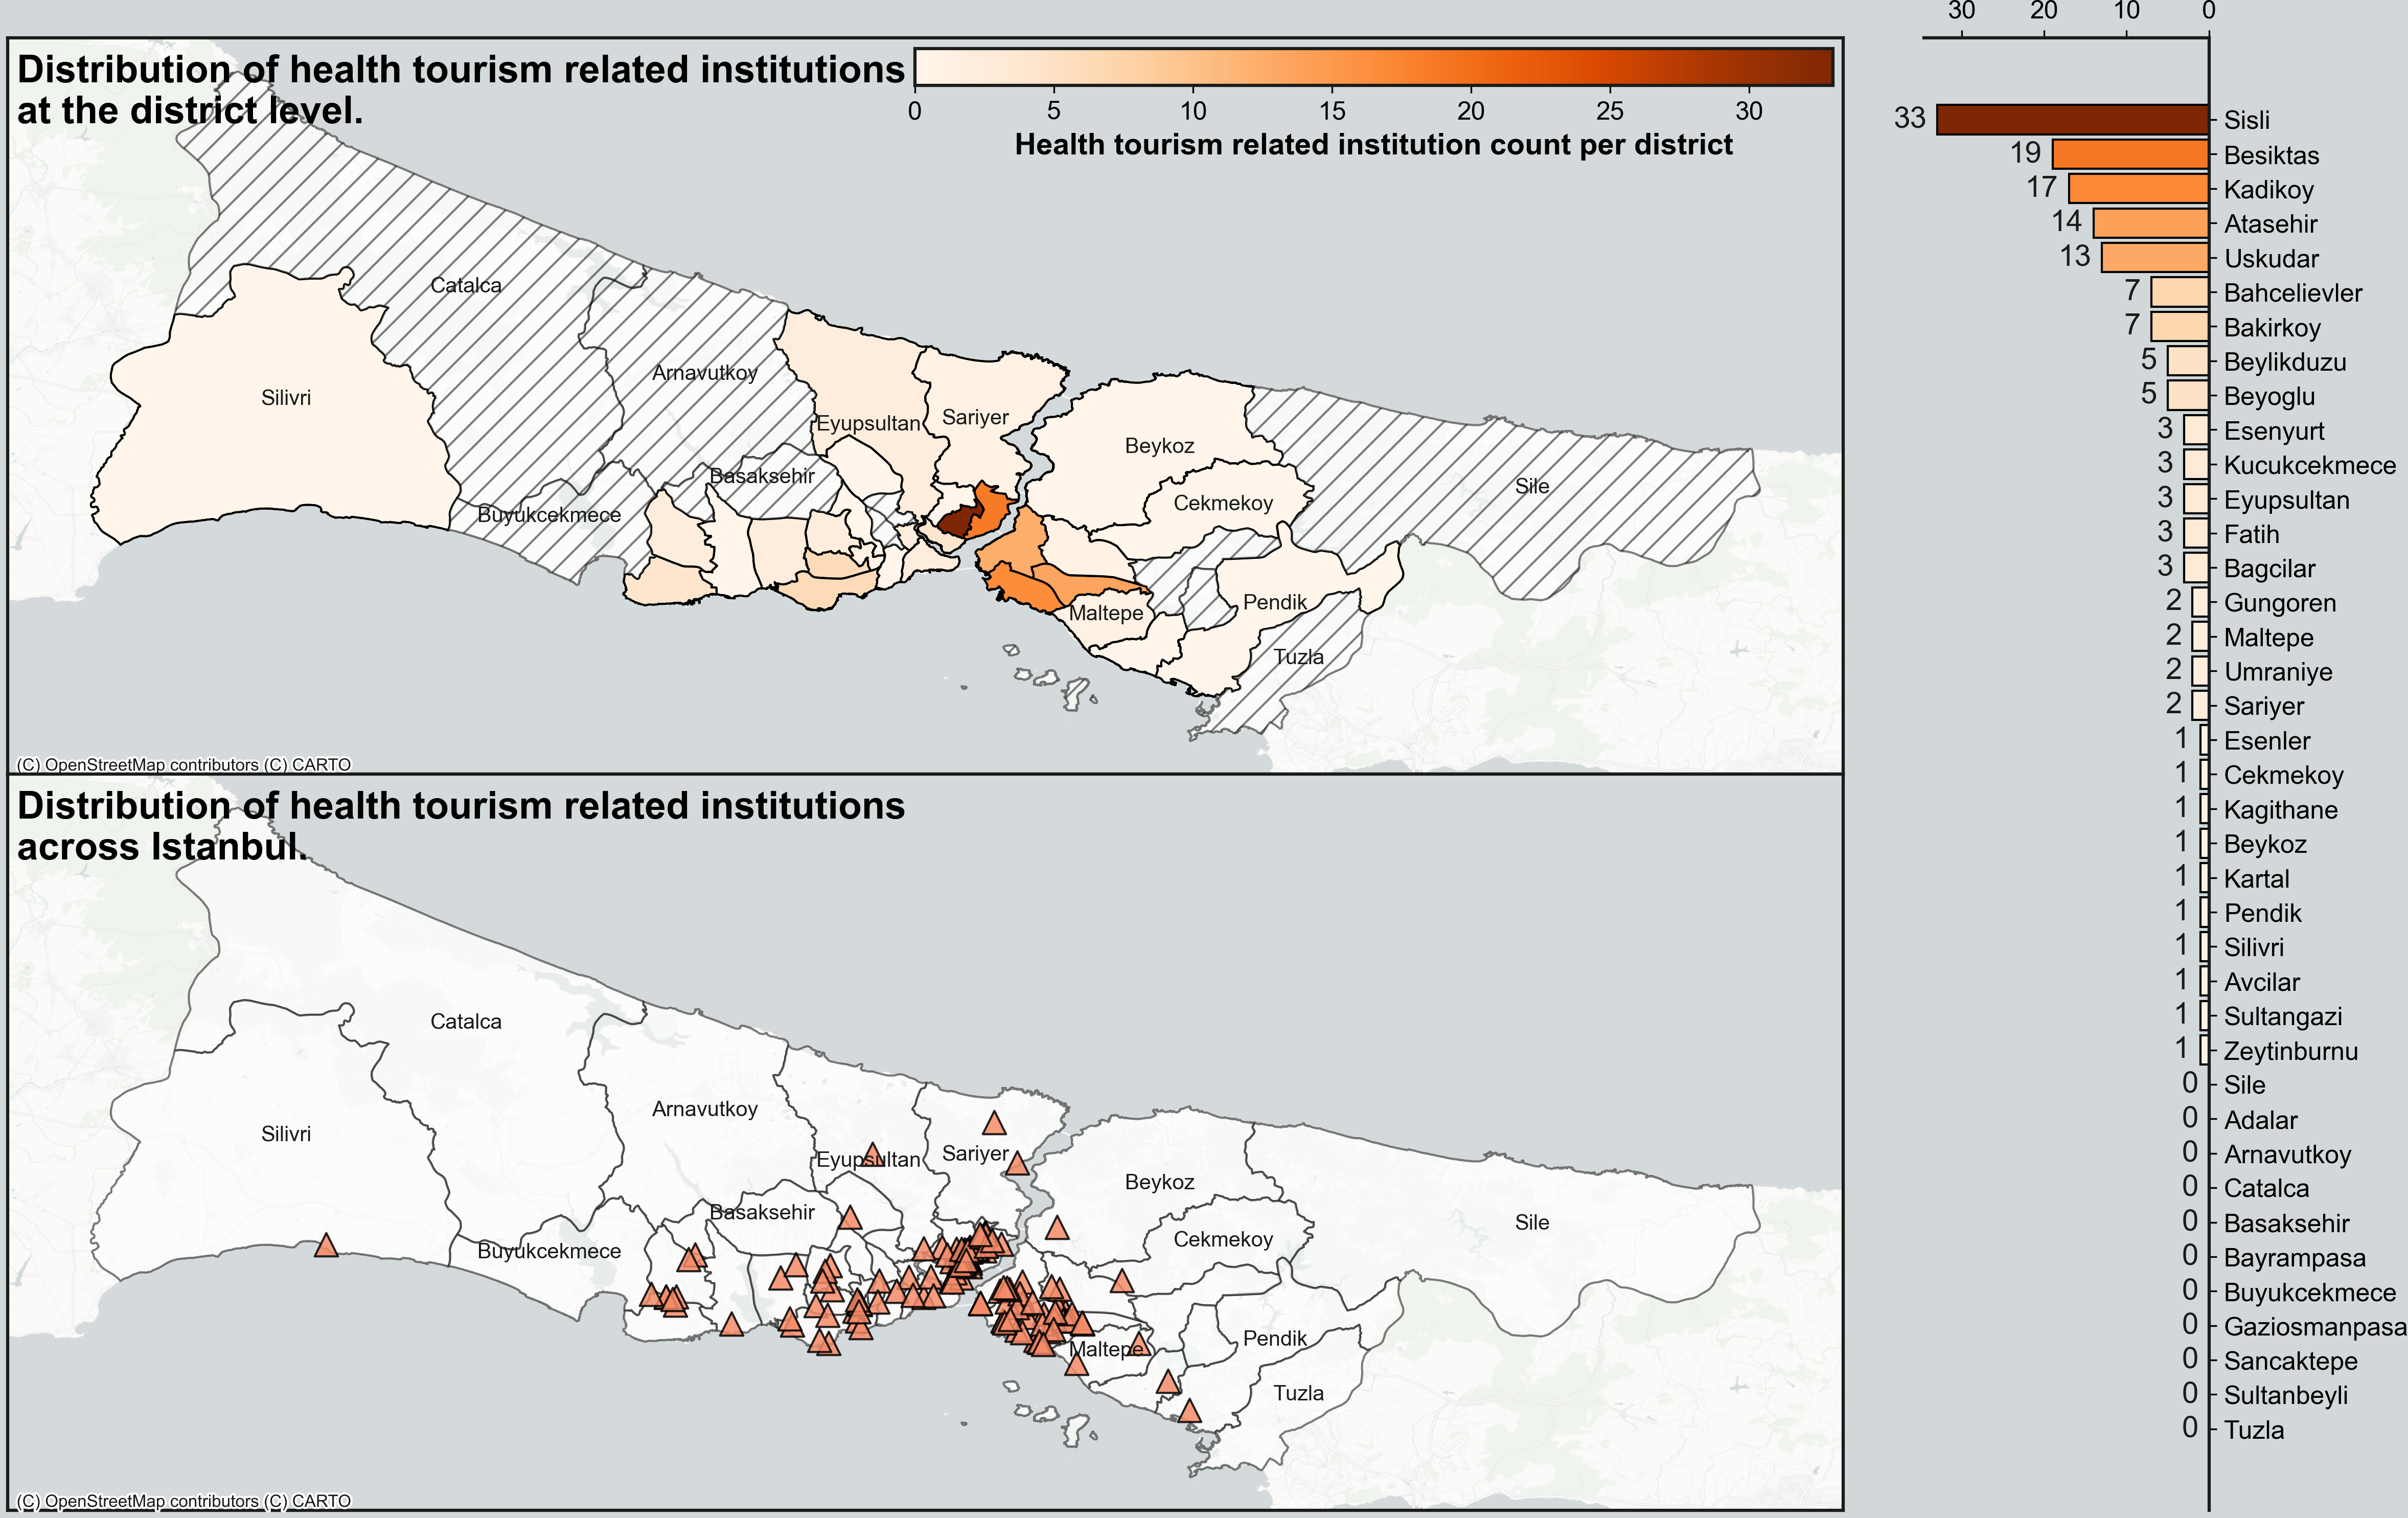 Distribution of health tourism related institutions
at the district level.
0 5 10 15 20 25 30
Health tourism related institution count per district
Catalca
Silivri
Arnavutkoy
Eyupsultan
Sariyer
Beykoz
Basaksehir
Sile
Cekmekoy
Buyukcekmece
Pendik
Maltepe
Tuzla
(C) OpenStreetMap contributors (C) CARTO
Distribution of health tourism related institutions
across Istanbul.
Catalca
Arnavutkoy
Silivri
Sariyer
Eyupsultan
Beykoz
Basaksehir
Sile
Cekmekoy
Buyukcekmece
Pendik
Maltepe
Tuzla
(C) OpenStreetMap contributors (C) CARTO
30 20 10 0
33 Sisli
19 Besiktas
17 Kadikoy
14 Atasehir
13 Uskudar
7 Bahcelievler
7 Bakirkoy
5 Beylikduzu
5 Beyoglu
3 Esenyurt
3 Kucukcekmece
3 Eyupsultan
3 Fatih
3 Bagcilar
2 Gungoren
2 Maltepe
2 Umraniye
2 Sariyer
1 Esenler
1 Cekmekoy
1 Kagithane
1 Beykoz
1 Kartal
1 Pendik
1 Silivri
1 Avcilar
1 Sultangazi
1 Zeytinburnu
0 Sile
0 Adalar
0 Arnavutkoy
0 Catalca
0 Basaksehir
0 Bayrampasa
0 Buyukcekmece
0 Gaziosmanpasa
0 Sancaktepe
0 Sultanbeyli
0 Tuzla